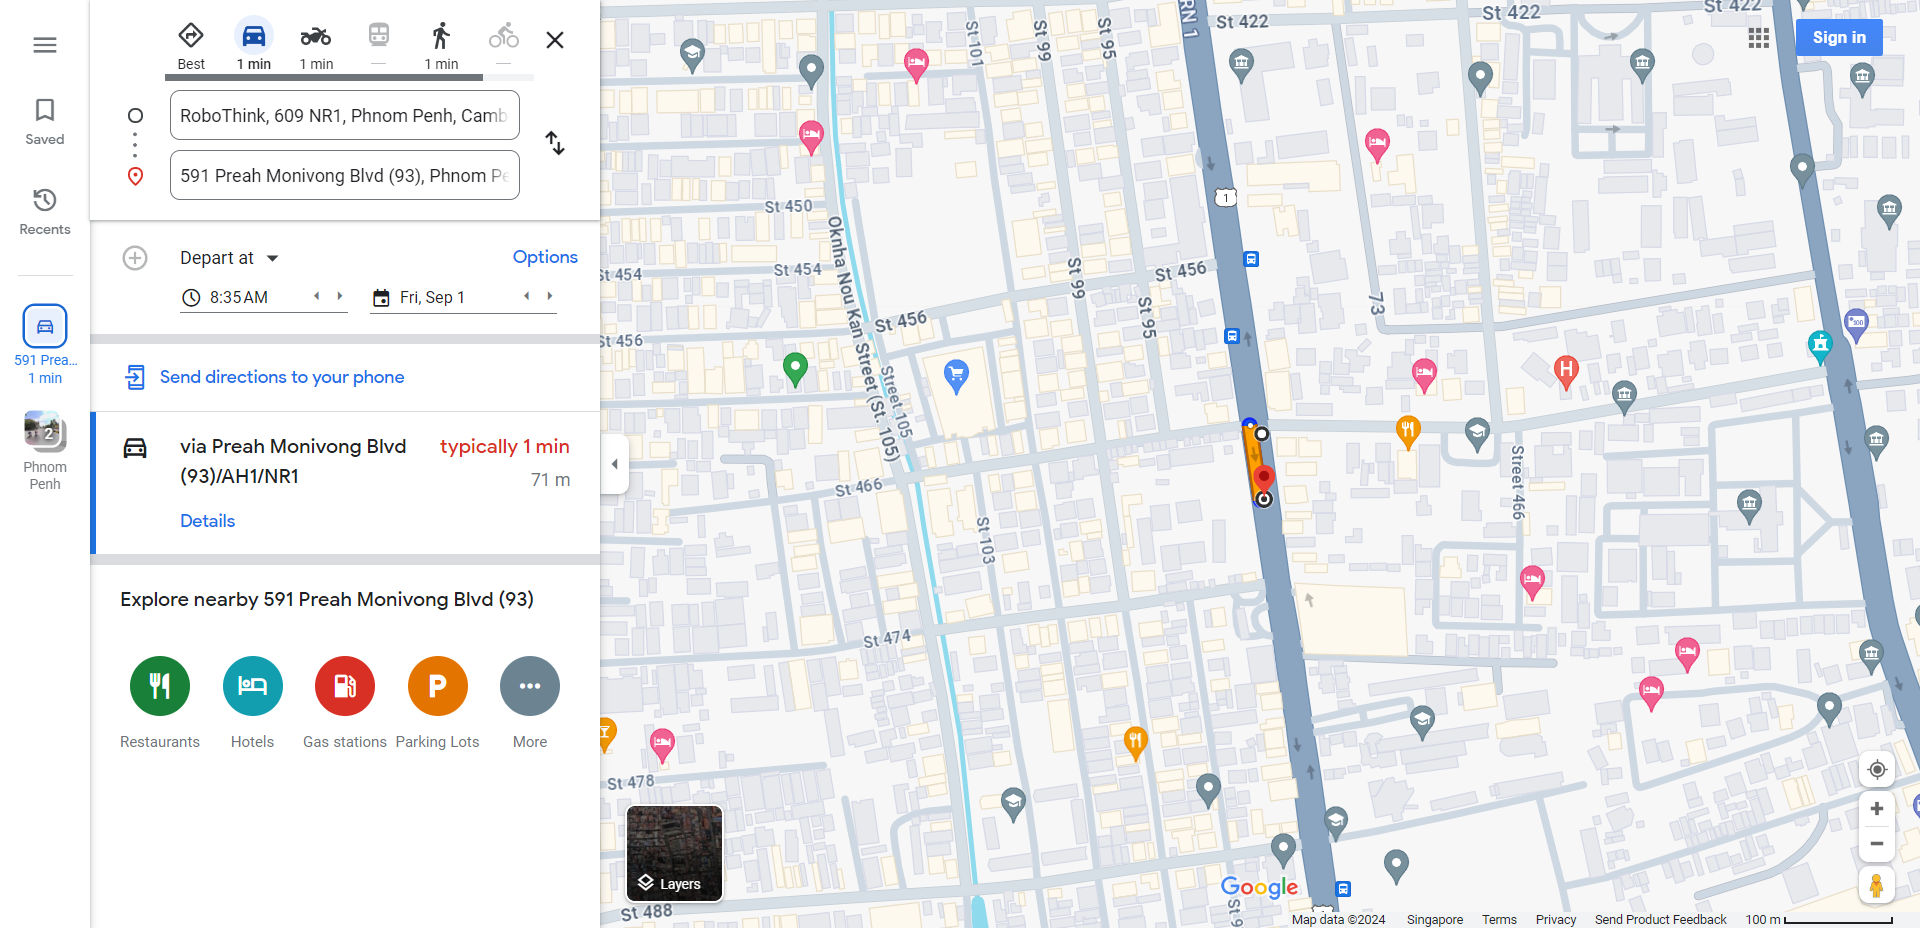 Best
1 min
1 min
—
1 min
—
RoboThink, 609 NR1, Phnom Penh, Camb
591 Preah Monivong Blvd (93), Phnom Pe
Saved
Recents
591 Prea...
1 min
2
Phnom
Penh
Depart at
Options
8:35 AM
Fri, Sep 1
Send directions to your phone
via Preah Monivong Blvd
(93)/AH1/NR1
typically 1 min
71 m
Details
Explore nearby 591 Preah Monivong Blvd (93)
Restaurants
Hotels
Gas stations
P
Parking Lots
More
Sign in
St 422
St 422
St 422
RN 1
1
St 101
St 99
St 95
St 450
St 454
St 454
St 456
St 456
St 456
St 99
St 95
73
Oknha Nou Kan Street (St. 105)
Street 105
St 466
Street 466
St 103
St 474
St 478
St 488
St 9
H
Layers
Google
Map data ©2024
Singapore
Terms
Privacy
Send Product Feedback
100 m